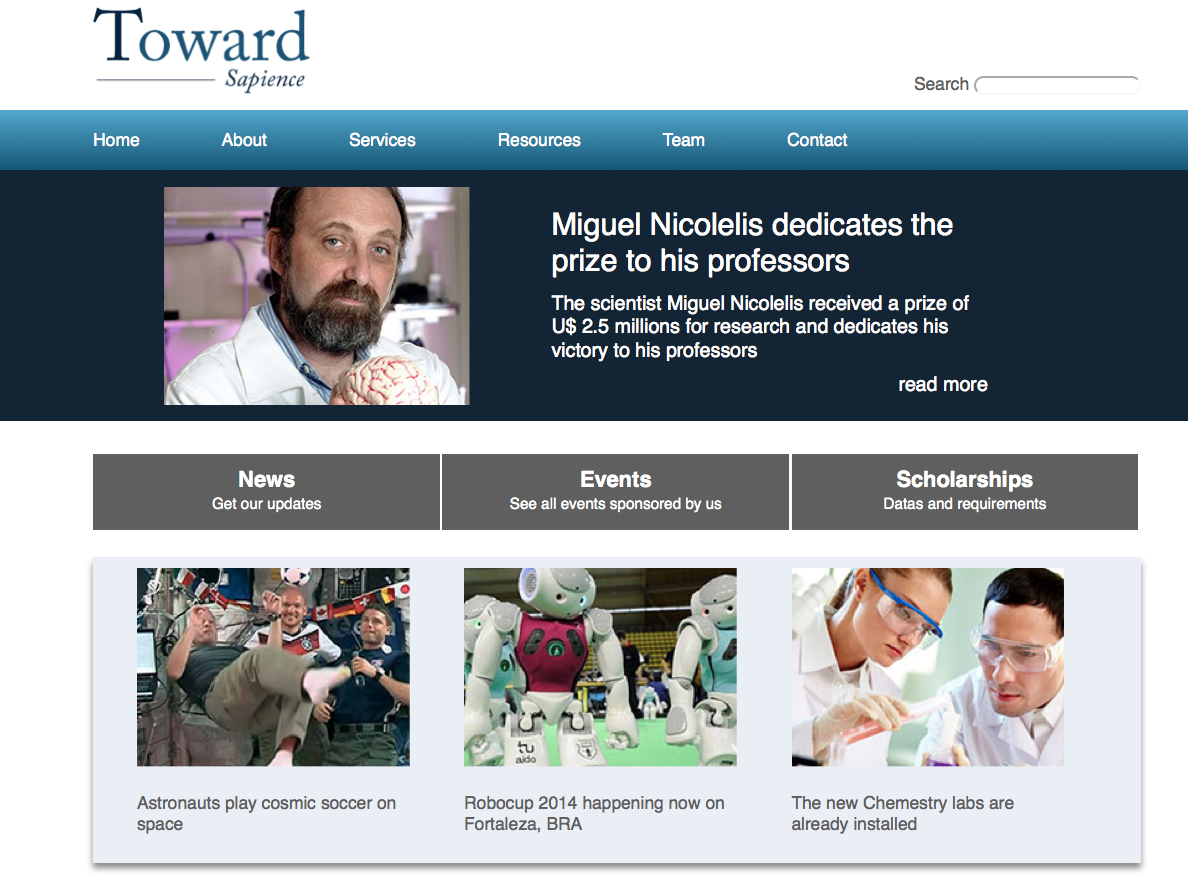 Toward
Sapience
Search
Home About Services Resources Team Contact
Miguel Nicolelis dedicates the
prize to his professors
The scientist Miguel Nicolelis received a prize of
U$ 2.5 millions for research and dedicates his
victory to his professors
read more
News
Get our updates
Events
See all events sponsored by us
Scholarships
Datas and requirements
tu
aido
Astronauts play cosmic soccer on
space
Robocup 2014 happening now on
Fortaleza, BRA
The new Chemestry labs are
already installed